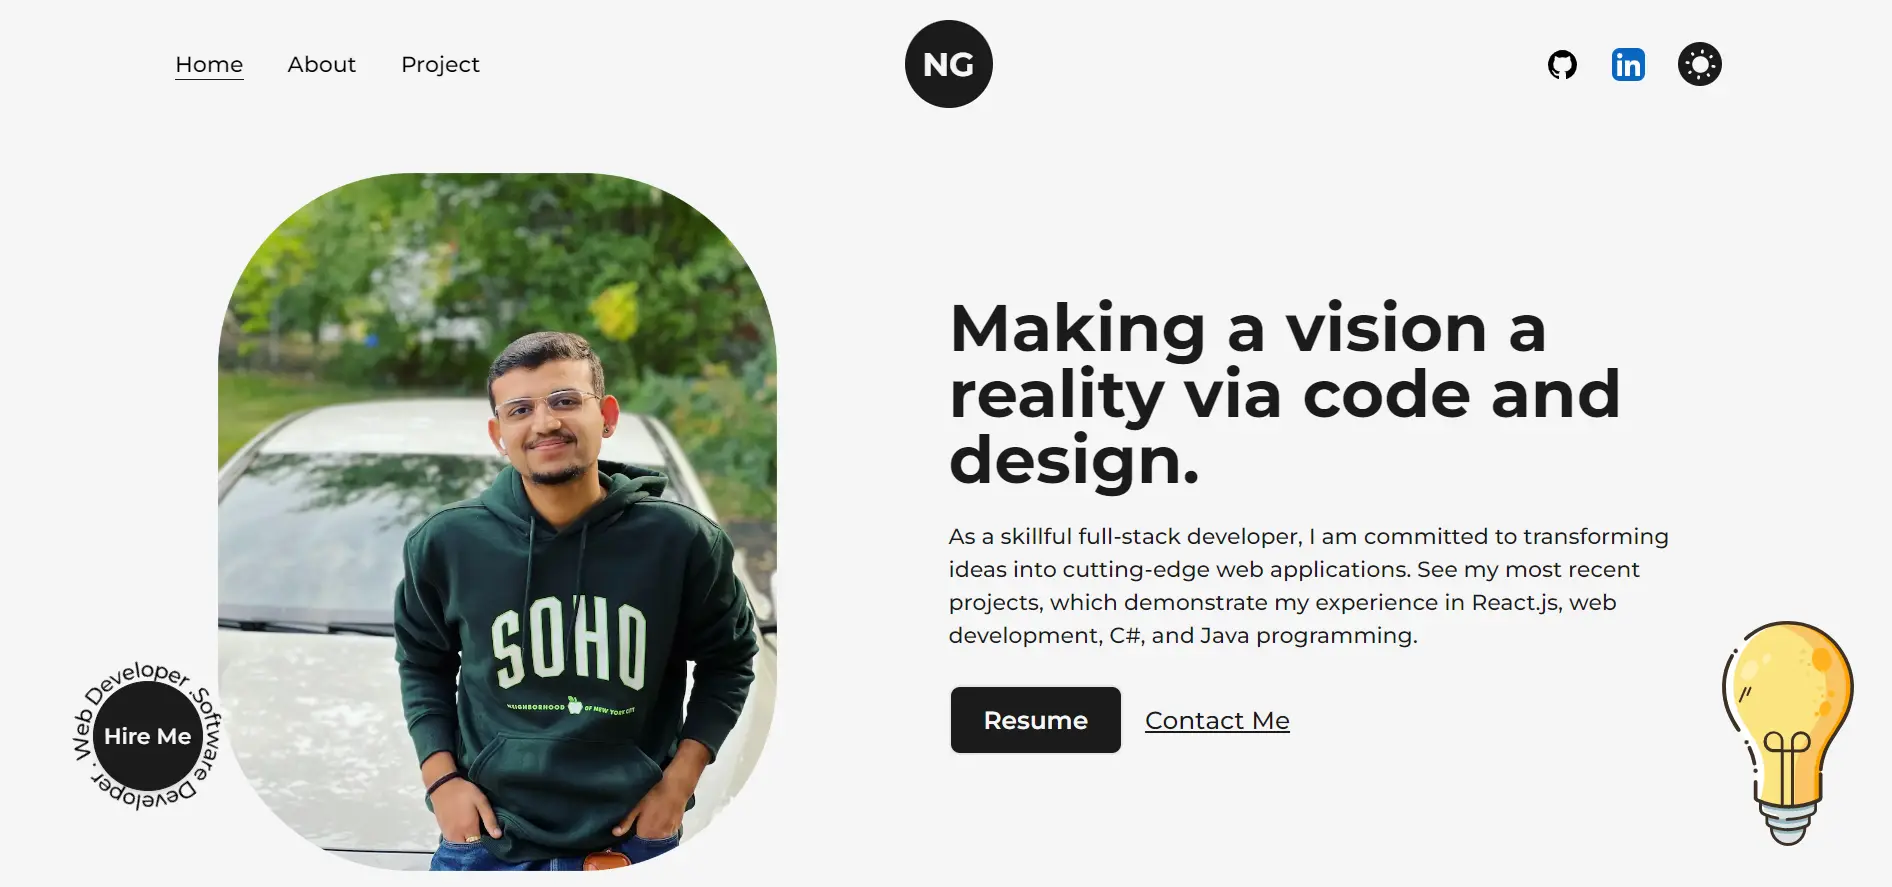 Home About Project
NG
in
Making a vision a
reality via code and
design.
As a skillful full-stack developer, I am committed to transforming
ideas into cutting-edge web applications. See my most recent
projects, which demonstrate my experience in React.js, web
development, C#, and Java programming.
Resume Contact Me
SOHO
NEIGHBORHOOD OF NEW YORK CITY
Web Developer . Software Developer .
Hire Me